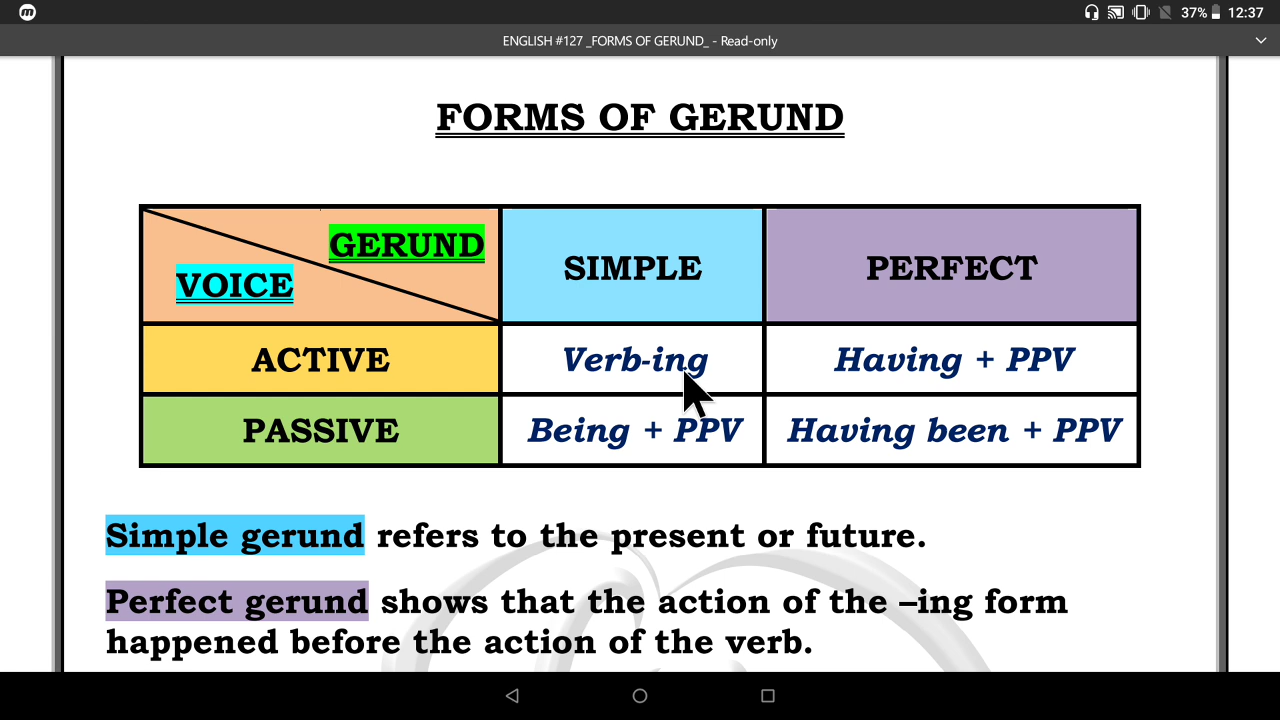 37% 12:37
ENGLISH #127 _FORMS OF GERUND_ - Read-only
FORMS OF GERUND
GERUND
VOICE
SIMPLE
PERFECT
ACTIVE
Verb-ing
Having + PPV
PASSIVE
Being + PPV
Having been + PPV
Simple gerund refers to the present or future.
Perfect gerund shows that the action of the –ing form
happened before the action of the verb.